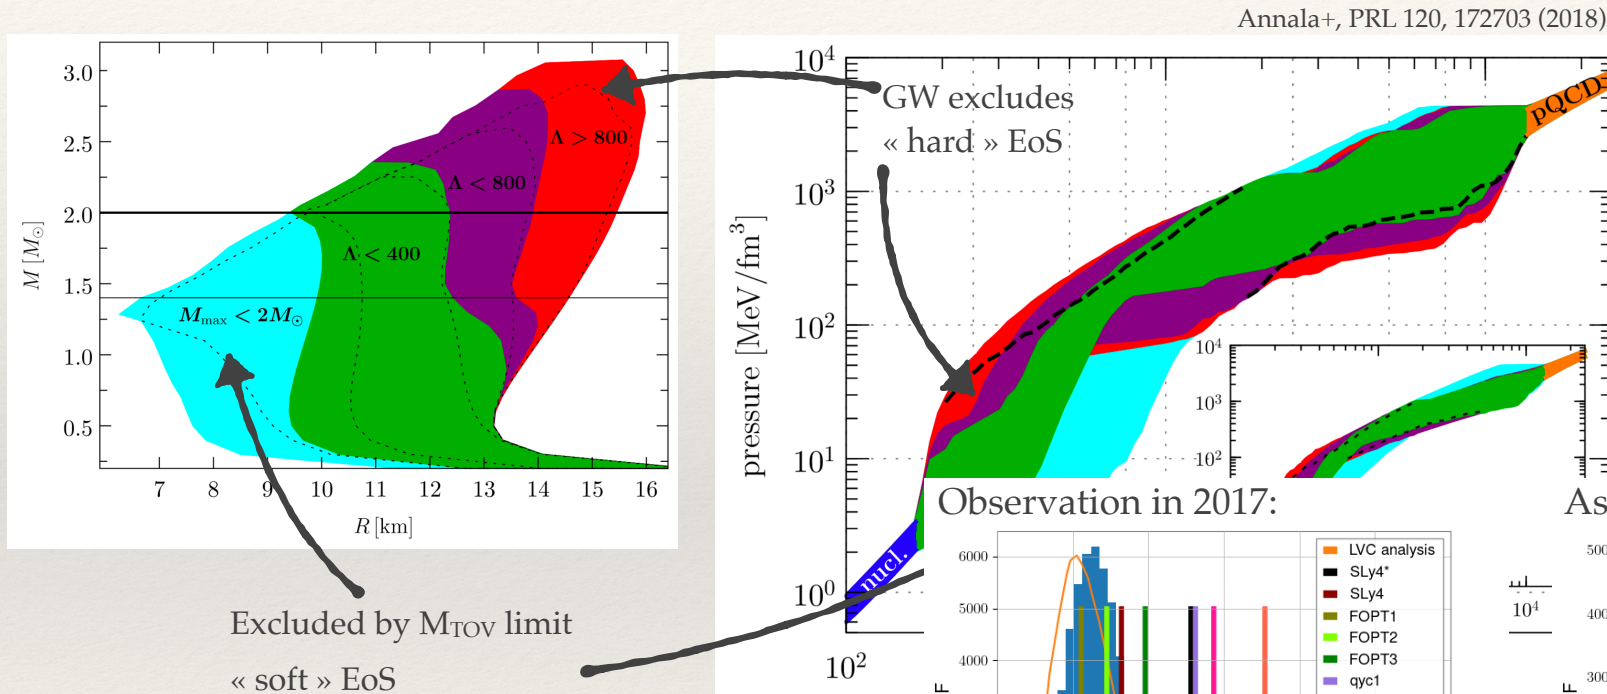 Annala+, PRL 120, 172703 (2018)
3.0
2.5
2.0
1.5
1.0
0.5
M [M☉]
Λ > 800
Λ < 800
Λ < 400
M_max < 2M☉
7 8 9 10 11 12 13 14 15 16
R [km]
GW excludes
« hard » EoS
Excluded by M_TOV limit
« soft » EoS
10⁴
10³
10²
10¹
10⁰
pressure [MeV/fm³]
10²
pQCD
nucl.
10⁴
10³
10²
10⁴
Observation in 2017:
6000
5000
4000
LVC analysis
SLy4*
SLy4
FOPT1
FOPT2
FOPT3
qyc1
As
500
400
300